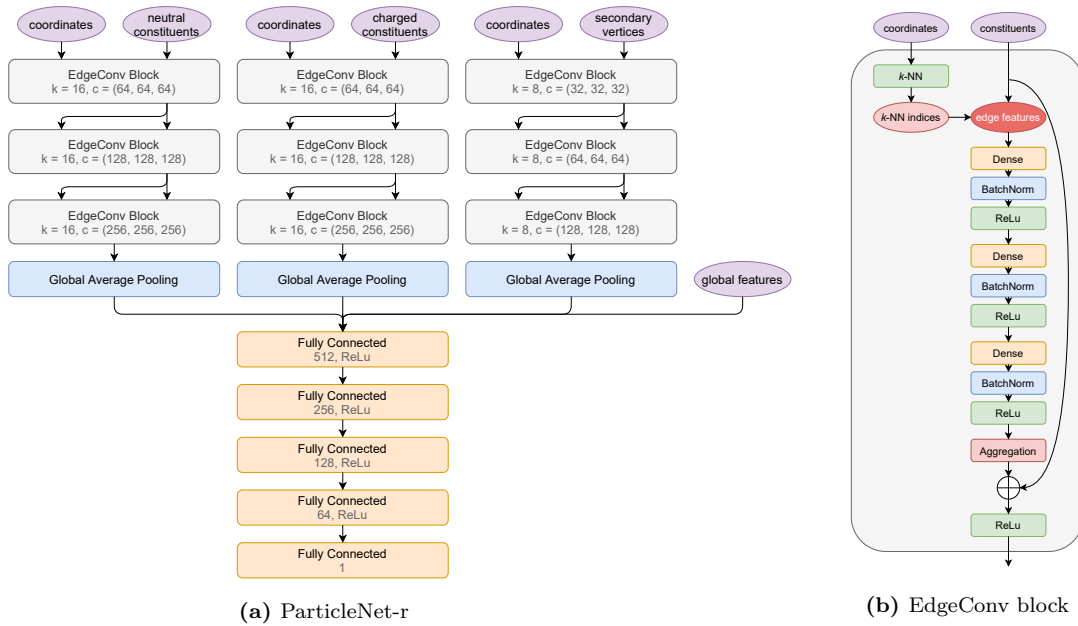 coordinates
neutral
constituents
coordinates
charged
constituents
coordinates
secondary
vertices
EdgeConv Block
k = 16, c = (64, 64, 64)
EdgeConv Block
k = 16, c = (64, 64, 64)
EdgeConv Block
k = 8, c = (32, 32, 32)
EdgeConv Block
k = 16, c = (128, 128, 128)
EdgeConv Block
k = 16, c = (128, 128, 128)
EdgeConv Block
k = 8, c = (64, 64, 64)
EdgeConv Block
k = 16, c = (256, 256, 256)
EdgeConv Block
k = 16, c = (256, 256, 256)
EdgeConv Block
k = 8, c = (128, 128, 128)
Global Average Pooling
Global Average Pooling
Global Average Pooling
global features
Fully Connected
512, ReLu
Fully Connected
256, ReLu
Fully Connected
128, ReLu
Fully Connected
64, ReLu
Fully Connected
1
(a) ParticleNet-r
coordinates
constituents
k-NN
k-NN indices
edge features
Dense
BatchNorm
ReLu
Dense
BatchNorm
ReLu
Dense
BatchNorm
ReLu
Aggregation
ReLu
(b) EdgeConv block